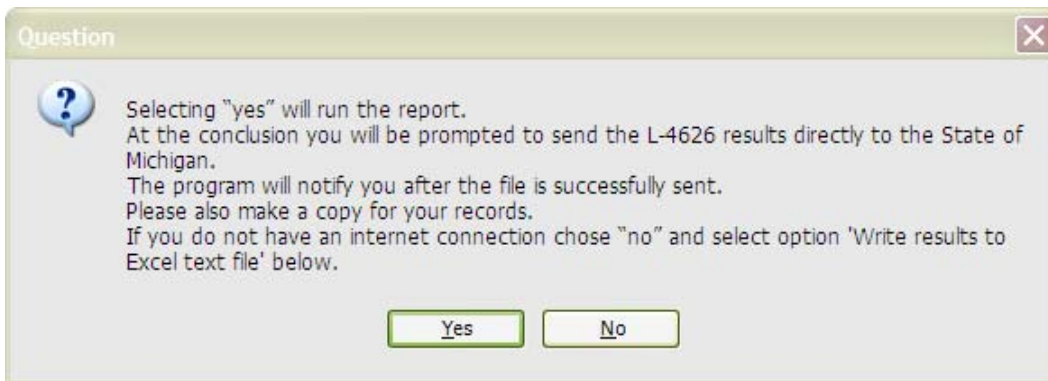 Question
Selecting “yes” will run the report.
At the conclusion you will be prompted to send the L-4626 results directly to the State of
Michigan.
The program will notify you after the file is successfully sent.
Please also make a copy for your records.
If you do not have an internet connection chose “no” and select option 'Write results to
Excel text file' below.
Yes
No